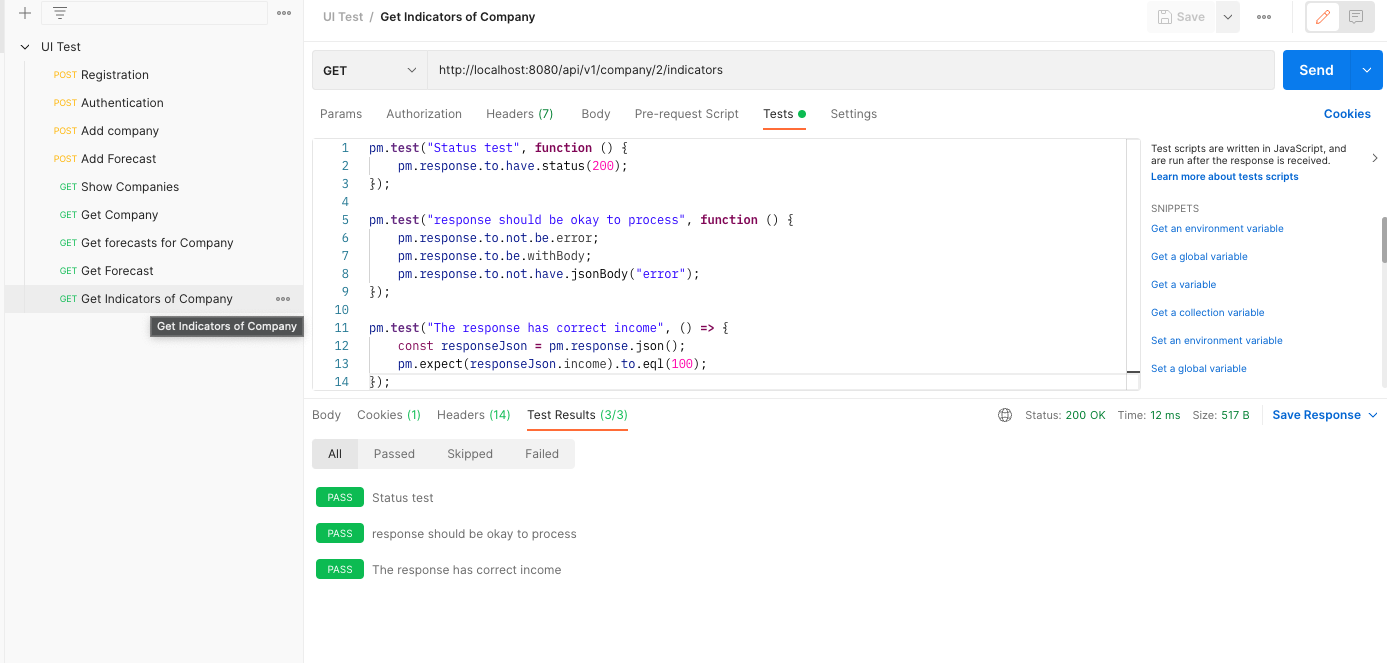 UI Test
POST Registration
POST Authentication
POST Add company
POST Add Forecast
GET Show Companies
GET Get Company
GET Get forecasts for Company
GET Get Forecast
GET Get Indicators of Company
Get Indicators of Company
UI Test / Get Indicators of Company
Save
GET http://localhost:8080/api/v1/company/2/indicators
Send
Params Authorization Headers (7) Body Pre-request Script Tests Settings
Cookies
1 pm.test("Status test", function () {
2 pm.response.to.have.status(200);
3 });
4
5 pm.test("response should be okay to process", function () {
6 pm.response.to.not.be.error;
7 pm.response.to.be.withBody;
8 pm.response.to.not.have.jsonBody("error");
9 });
10
11 pm.test("The response has correct income", () => {
12 const responseJson = pm.response.json();
13 pm.expect(responseJson.income).to.eql(100);
14 });
Test scripts are written in JavaScript, and
are run after the response is received.
Learn more about tests scripts
SNIPPETS
Get an environment variable
Get a global variable
Get a variable
Get a collection variable
Set an environment variable
Set a global variable
Body Cookies (1) Headers (14) Test Results (3/3)
Status: 200 OK Time: 12 ms Size: 517 B Save Response
All Passed Skipped Failed
PASS Status test
PASS response should be okay to process
PASS The response has correct income